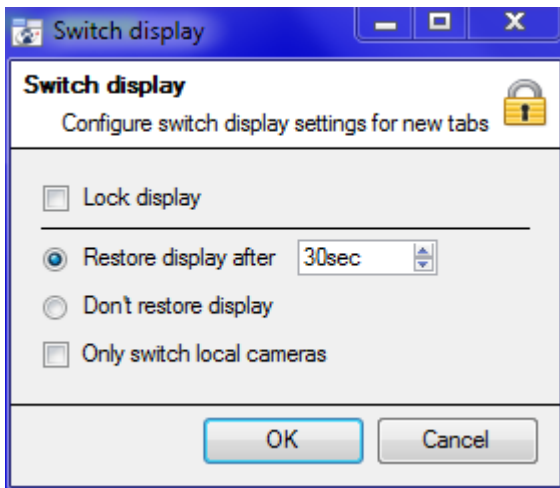 Switch display
Switch display
Configure switch display settings for new tabs
Lock display
Restore display after 30sec
Don't restore display
Only switch local cameras
OK Cancel